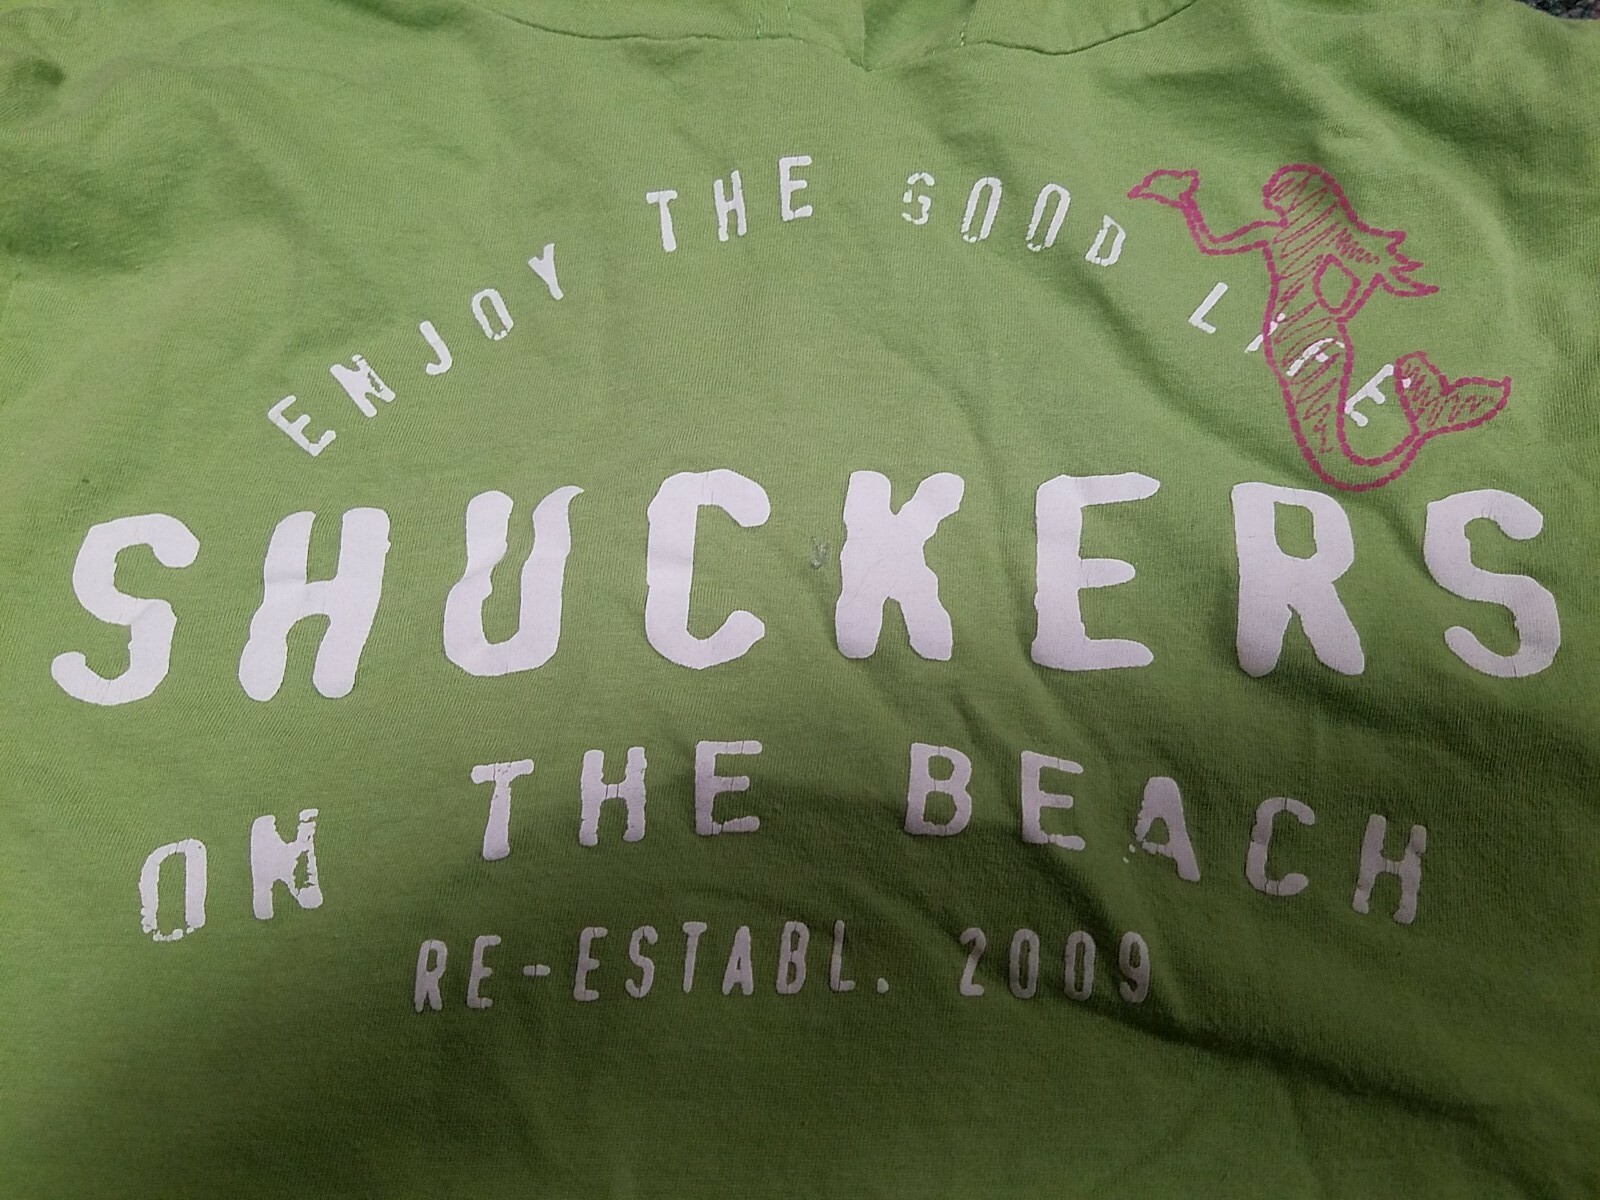 ENJOY THE GOOD LIFE
SHUCKERS
ON THE BEACH
RE-ESTABL. 2009